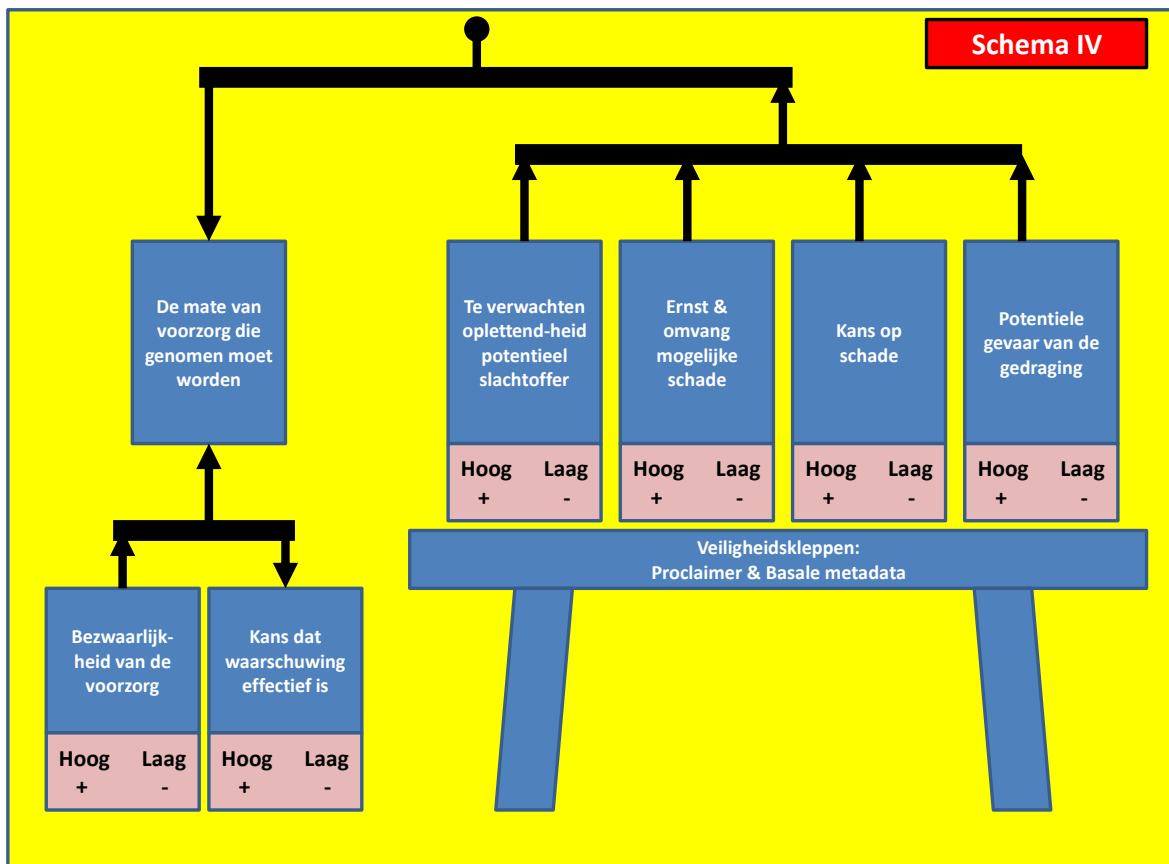 Schema IV
De mate van
voorzorg die
genomen moet
worden
Te verwachten
oplettend-heid
potentieel
slachtoffer
Ernst &
omvang
mogelijke
schade
Kans op
schade
Potentiele
gevaar van de
gedraging
Hoog Laag
+ -
Hoog Laag
+ -
Hoog Laag
+ -
Hoog Laag
+ -
Veiligheidskleppen:
Proclaimer & Basale metadata
Bezwaarlijk-
heid van de
voorzorg
Kans dat
waarschuwing
effectief is
Hoog Laag
+ -
Hoog Laag
+ -